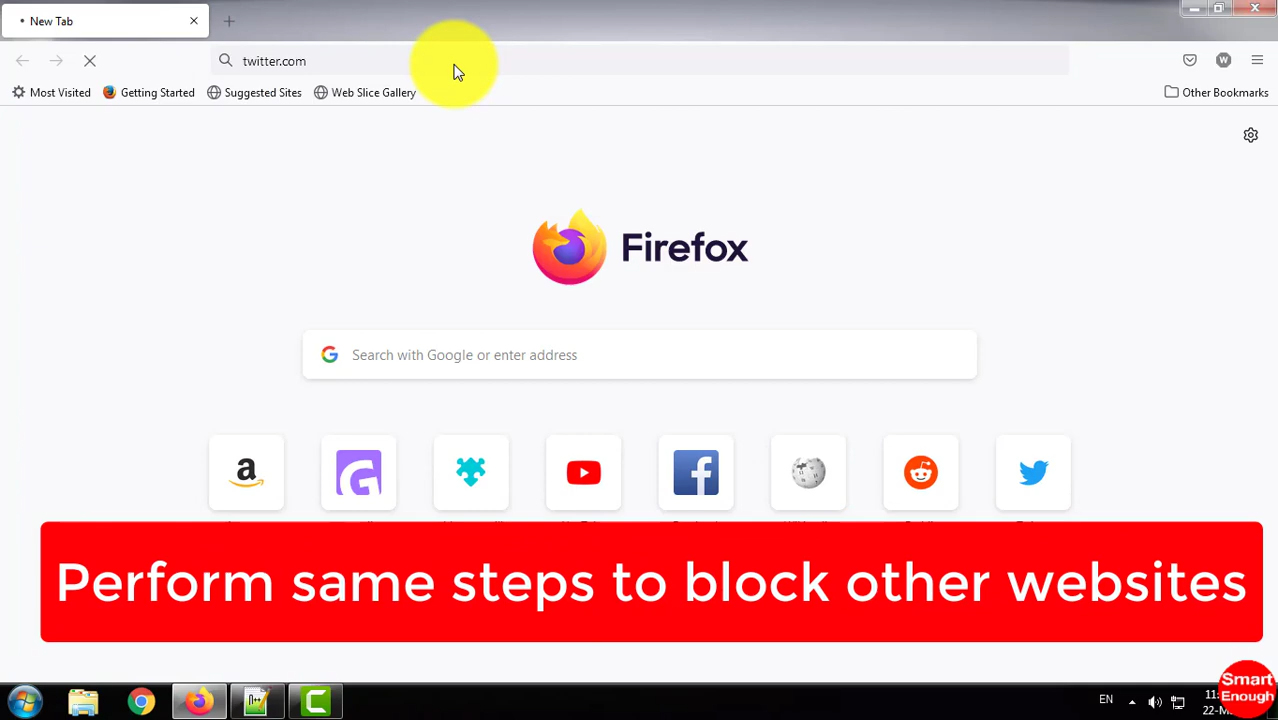 New Tab
twitter.com
W
Most Visited
Getting Started
Suggested Sites
Web Slice Gallery
Other Bookmarks
Firefox
Search with Google or enter address
Perform same steps to block other websites
EN
Smart
Enough